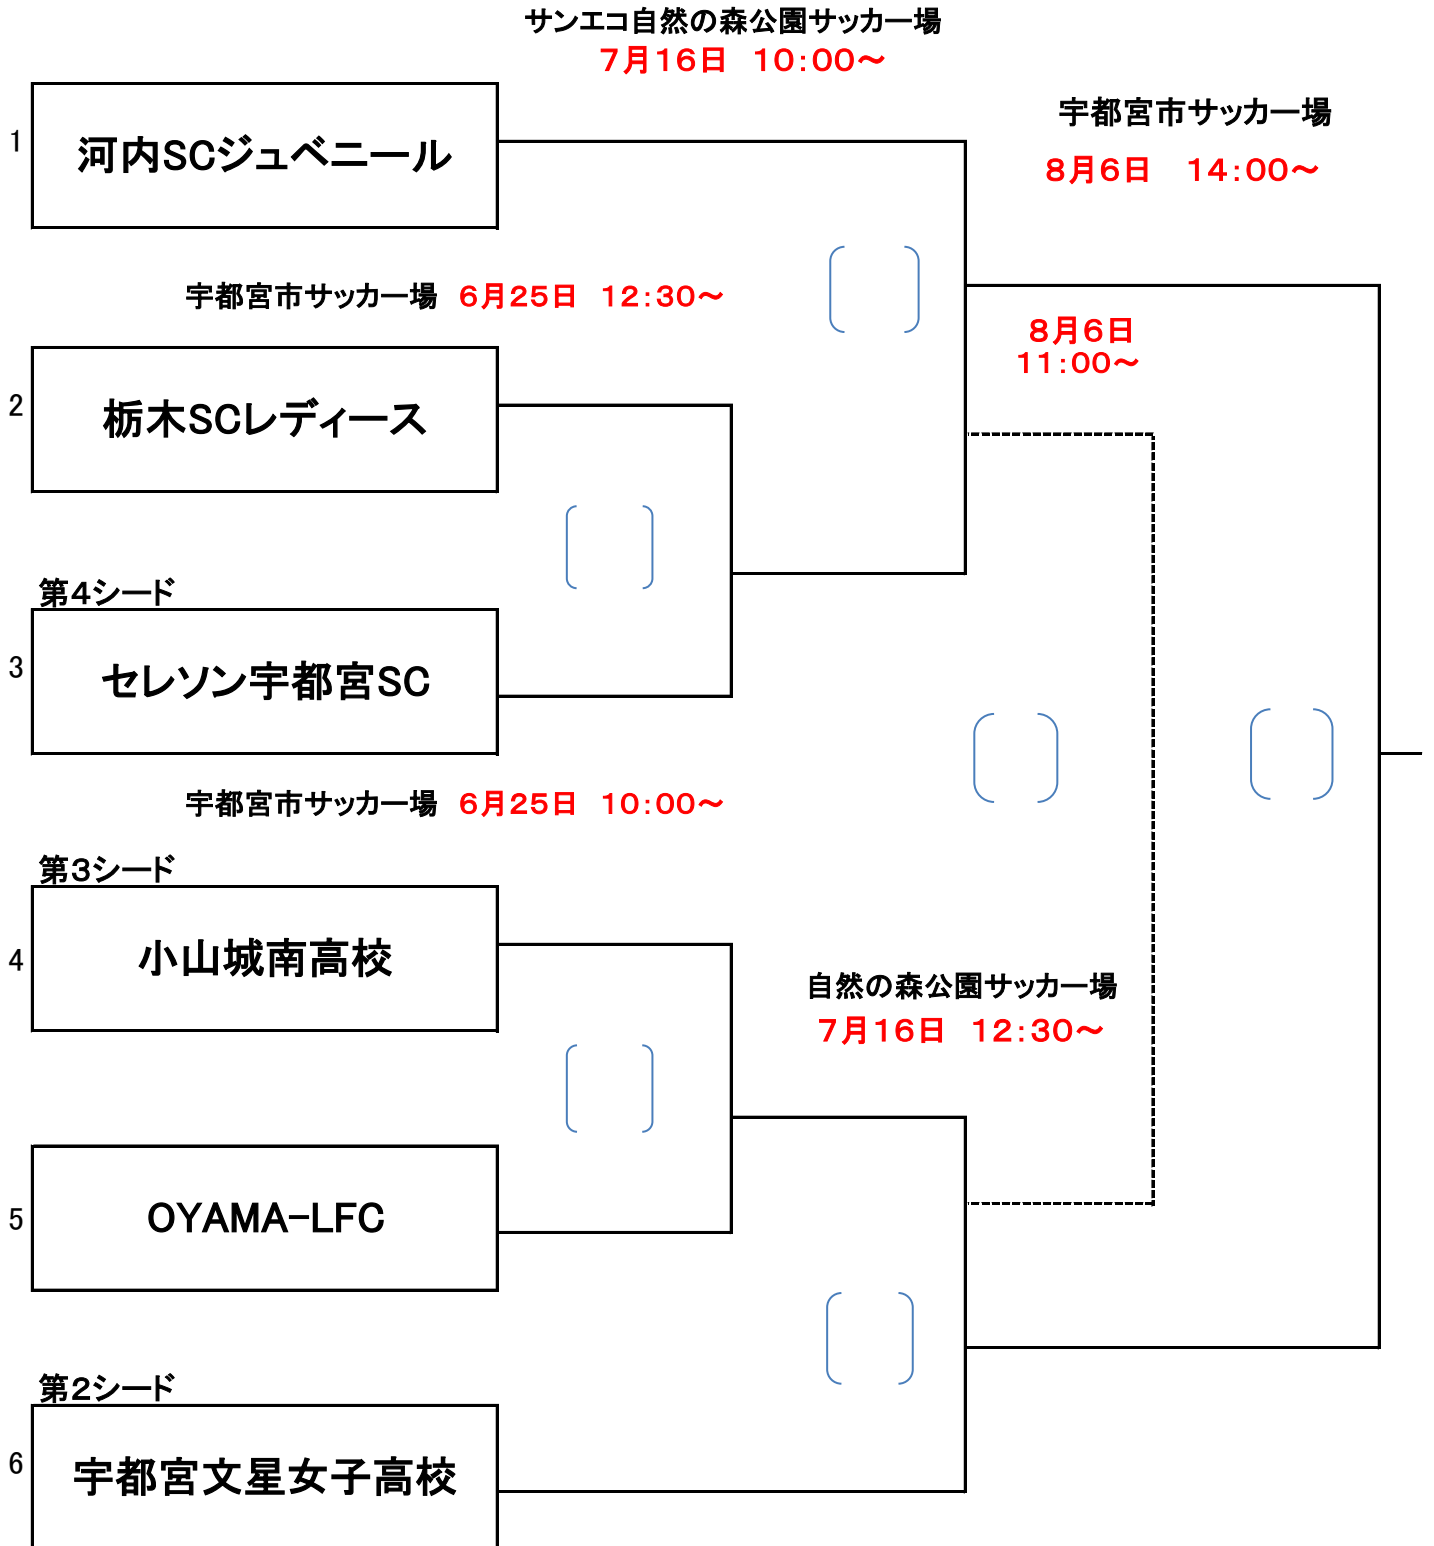 サンエコ自然の森公園サッカー場
7月16日 10:00～
宇都宮市サッカー場
8月6日 14:00～
1
河内SCジュベニール
宇都宮市サッカー場 6月25日 12:30～
8月6日
11:00～
2
栃木SCレディース
第4シード
3
セレソン宇都宮SC
宇都宮市サッカー場 6月25日 10:00～
第3シード
4
小山城南高校
自然の森公園サッカー場
7月16日 12:30～
5
OYAMA-LFC
第2シード
6
宇都宮文星女子高校